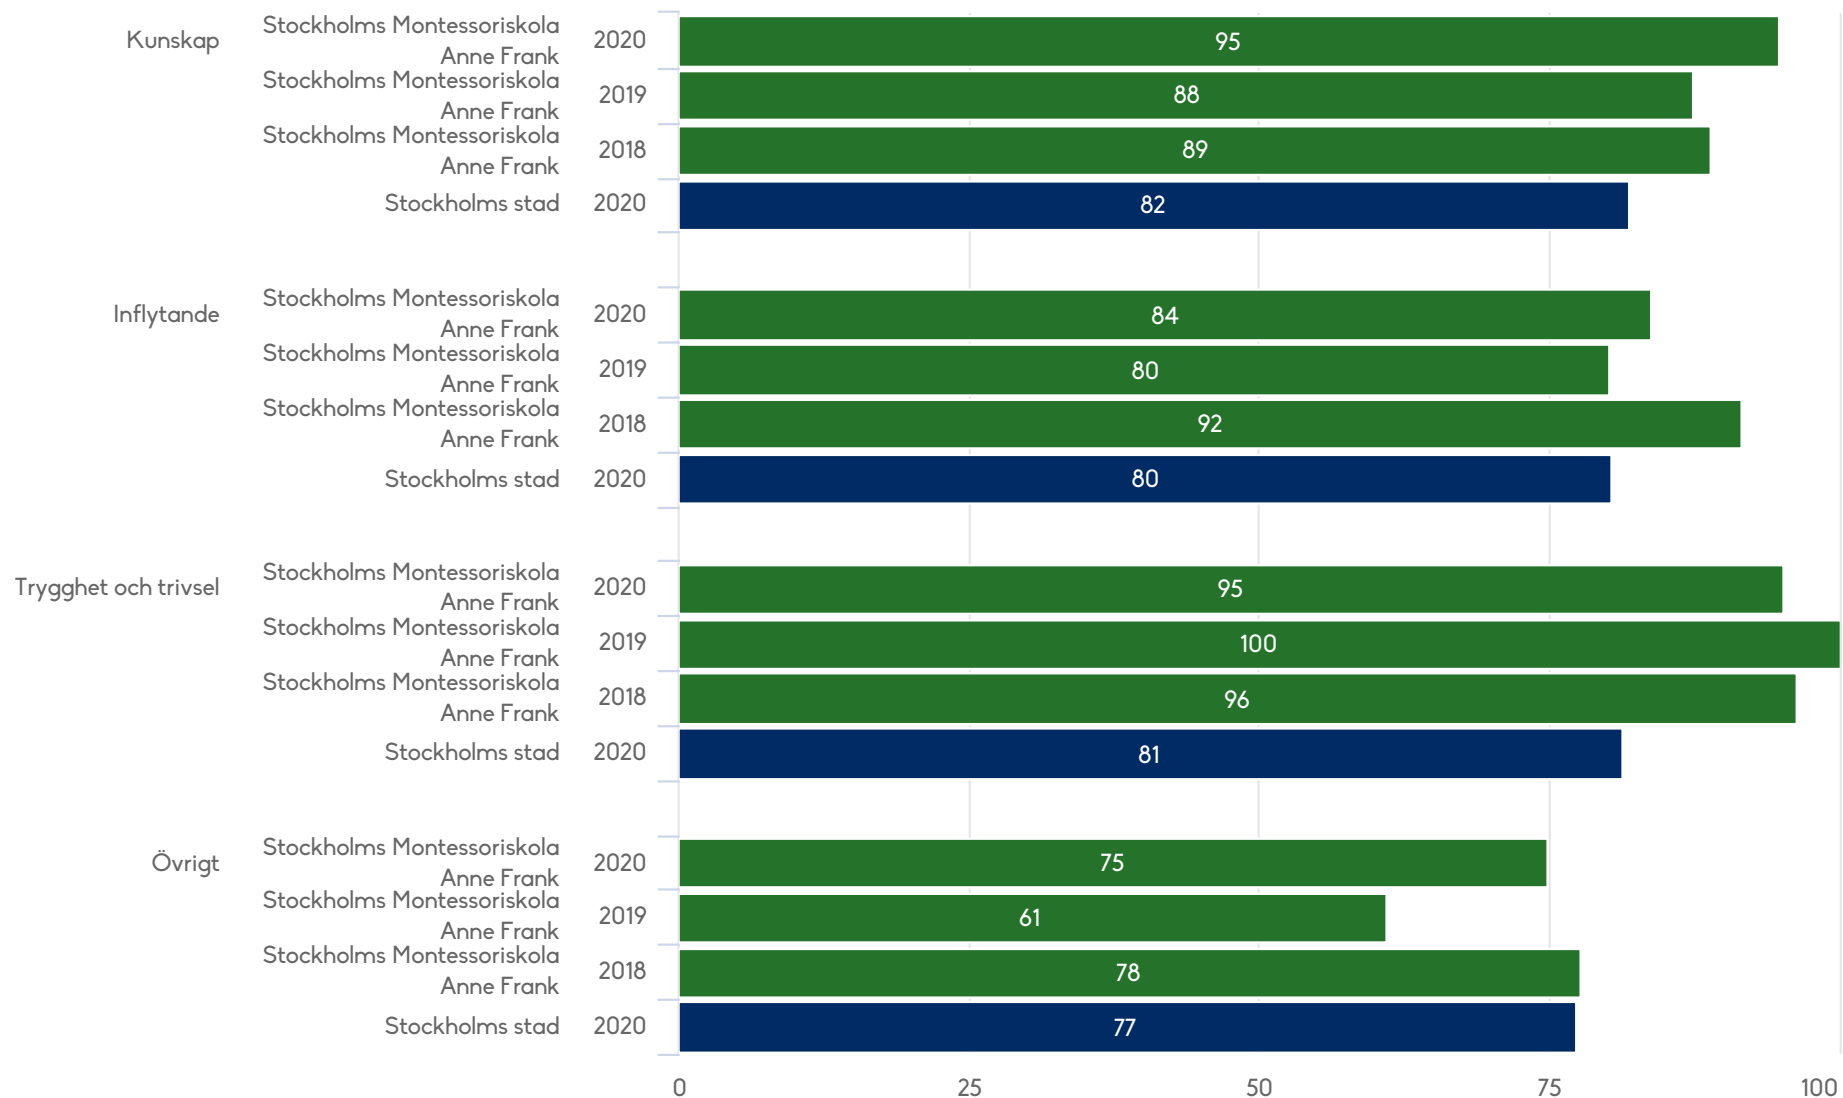 Kunskap
Stockholms Montessoriskola
Anne Frank
2020
95
Stockholms Montessoriskola
Anne Frank
2019
88
Stockholms Montessoriskola
Anne Frank
2018
89
Stockholms stad
2020
82
Inflytande
Stockholms Montessoriskola
Anne Frank
2020
84
Stockholms Montessoriskola
Anne Frank
2019
80
Stockholms Montessoriskola
Anne Frank
2018
92
Stockholms stad
2020
80
Trygghet och trivsel
Stockholms Montessoriskola
Anne Frank
2020
95
Stockholms Montessoriskola
Anne Frank
2019
100
Stockholms Montessoriskola
Anne Frank
2018
96
Stockholms stad
2020
81
Övrigt
Stockholms Montessoriskola
Anne Frank
2020
75
Stockholms Montessoriskola
Anne Frank
2019
61
Stockholms Montessoriskola
Anne Frank
2018
78
Stockholms stad
2020
77
0 25 50 75 100